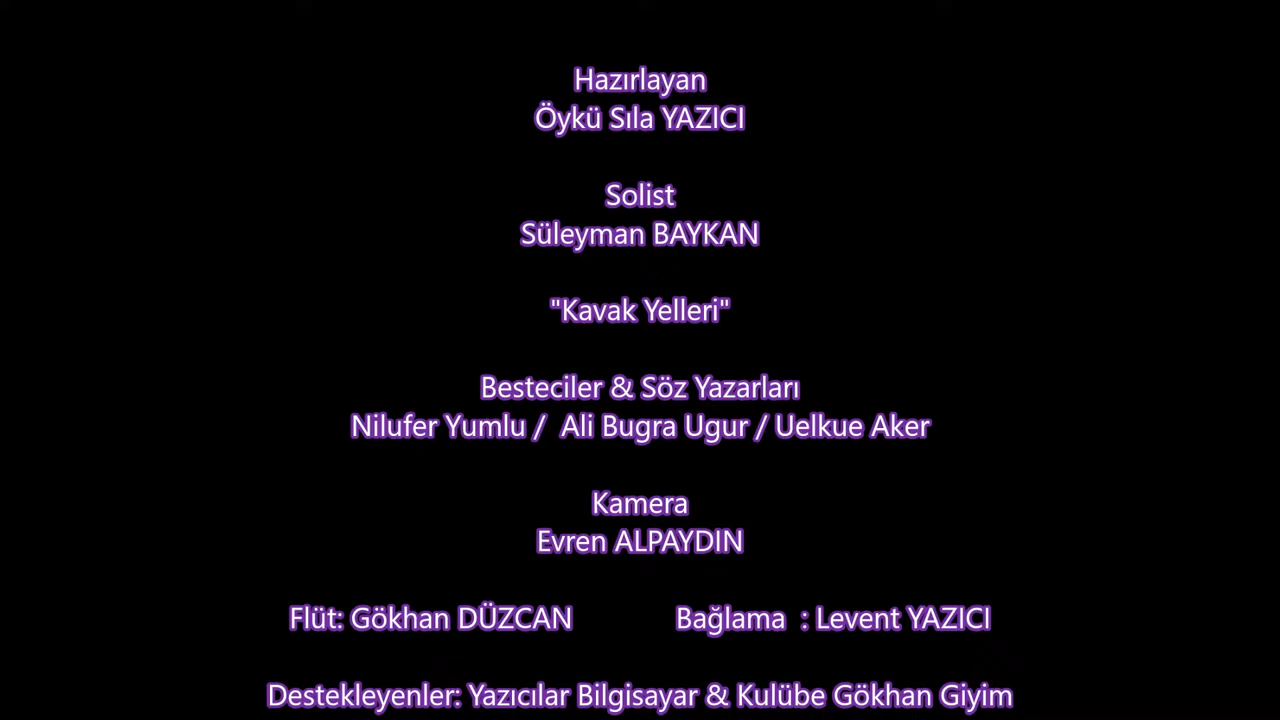 Hazırlayan
Öykü Sıla YAZICI
Solist
Süleyman BAYKAN
"Kavak Yelleri"
Besteciler & Söz Yazarları
Nilufer Yumlu /  Ali Bugra Ugur / Uelkue Aker
Kamera
Evren ALPAYDIN
Flüt: Gökhan DÜZCAN Bağlama  : Levent YAZICI
Destekleyenler: Yazıcılar Bilgisayar & Kulübe Gökhan Giyim